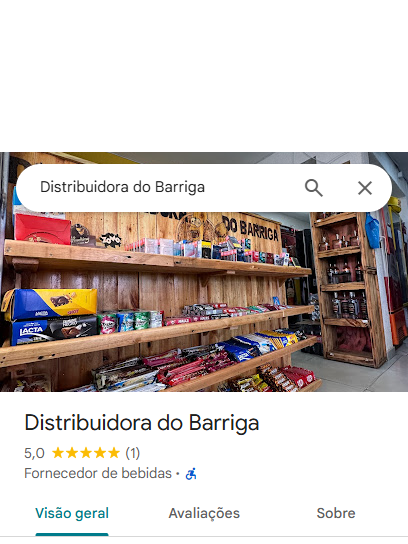 Distribuidora do Barriga
DO BARRIGA
LACTA
LACTA
Distribuidora do Barriga
5,0 ★★★★★ (1)
Fornecedor de bebidas ·
Visão geral
Avaliações
Sobre